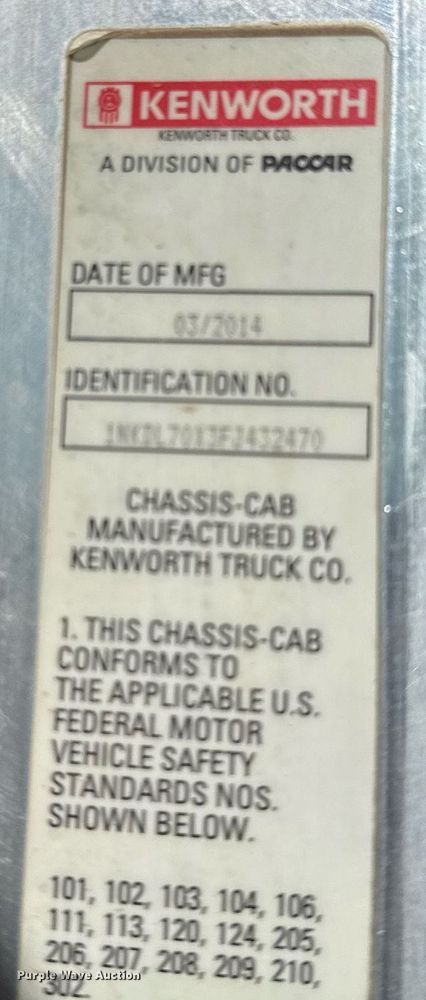 KENWORTH
KENWORTH TRUCK CO.
A DIVISION OF PACCAR
DATE OF MFG
03/2014
IDENTIFICATION NO.
1NKDL70X3FJ432470
CHASSIS-CAB
MANUFACTURED BY
KENWORTH TRUCK CO.
1. THIS CHASSIS-CAB
CONFORMS TO
THE APPLICABLE U.S.
FEDERAL MOTOR
VEHICLE SAFETY
STANDARDS NOS.
SHOWN BELOW.
101, 102, 103, 104, 106,
111, 113, 120, 124, 205,
206, 207, 208, 209, 210,
302
Purple Wave Auction